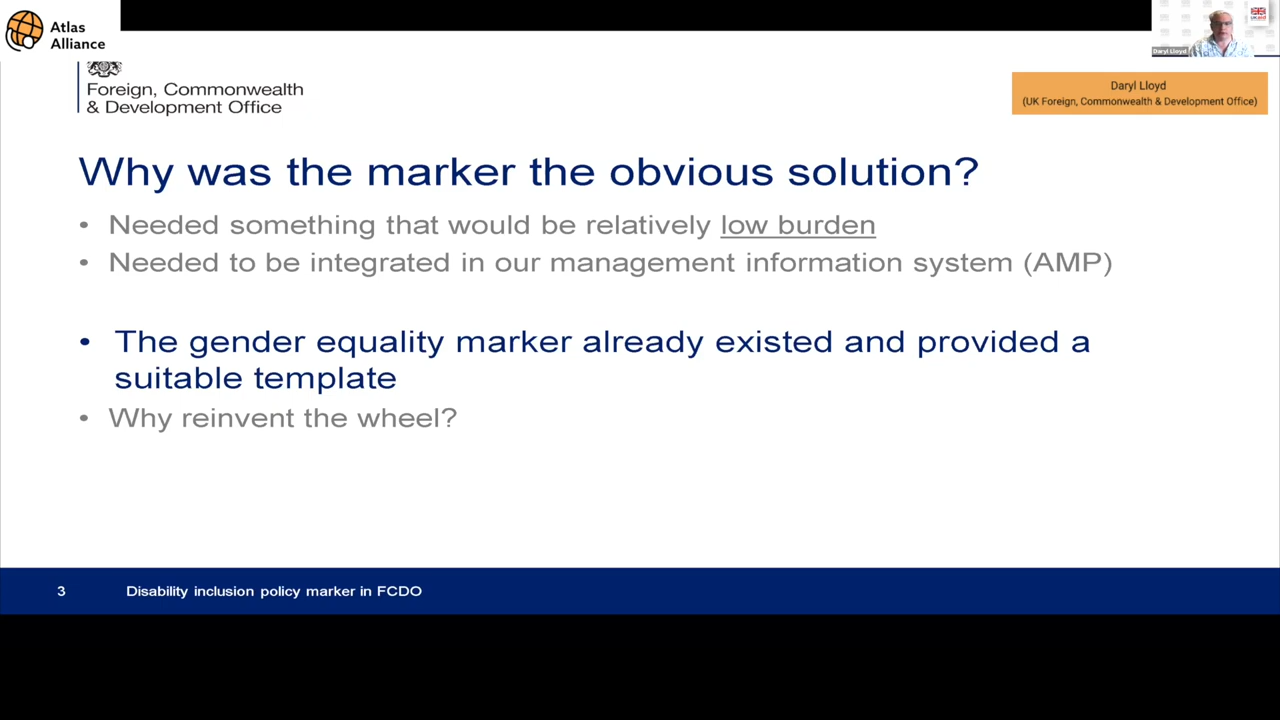 Atlas
Alliance
Daryl Lloyd
Foreign, Commonwealth
& Development Office
Daryl Lloyd
(UK Foreign, Commonwealth & Development Office)
Why was the marker the obvious solution?
• Needed something that would be relatively low burden
• Needed to be integrated in our management information system (AMP)
• The gender equality marker already existed and provided a
suitable template
• Why reinvent the wheel?
3 Disability inclusion policy marker in FCDO